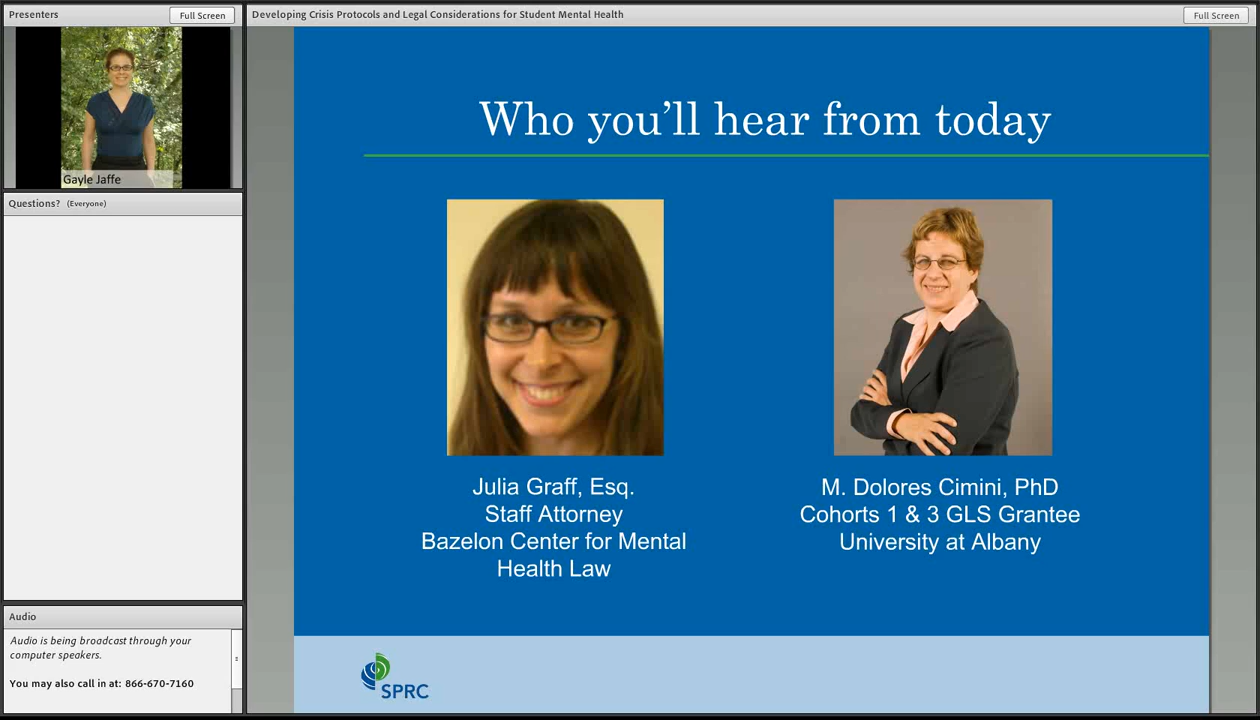 Presenters
Full Screen
Gayle Jaffe
Questions? (Everyone)
Audio
Audio is being broadcast through your
computer speakers.
You may also call in at: 866-670-7160
Developing Crisis Protocols and Legal Considerations for Student Mental Health
Full Screen
Who you’ll hear from today
Julia Graff, Esq.
Staff Attorney
Bazelon Center for Mental
Health Law
M. Dolores Cimini, PhD
Cohorts 1 & 3 GLS Grantee
University at Albany
SPRC